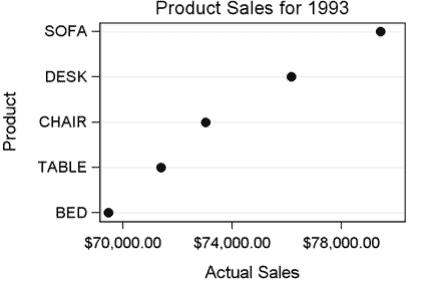 Product Sales for 1993
Product
SOFA
DESK
CHAIR
TABLE
BED
$70,000.00 $74,000.00 $78,000.00
Actual Sales